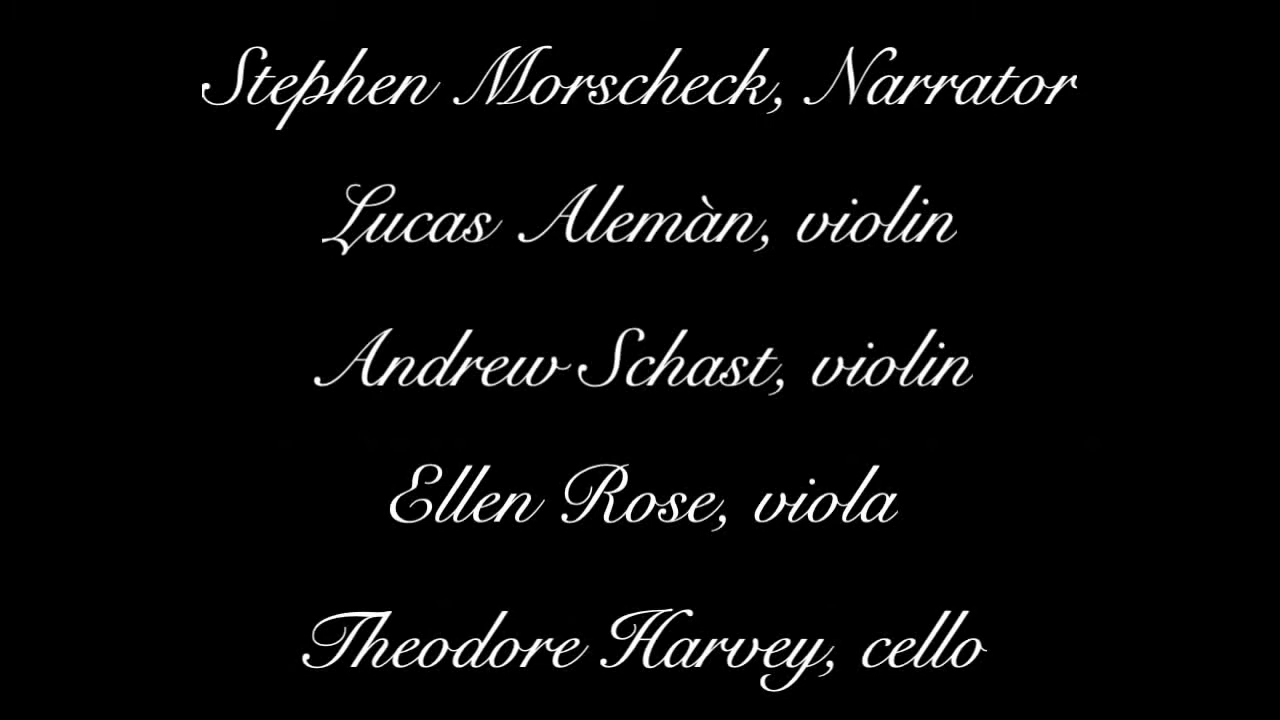 Stephen Morscheck, Narrator
Lucas Alemàn, violin
Andrew Schast, violin
Ellen Rose, viola
Theodore Harvey, cello